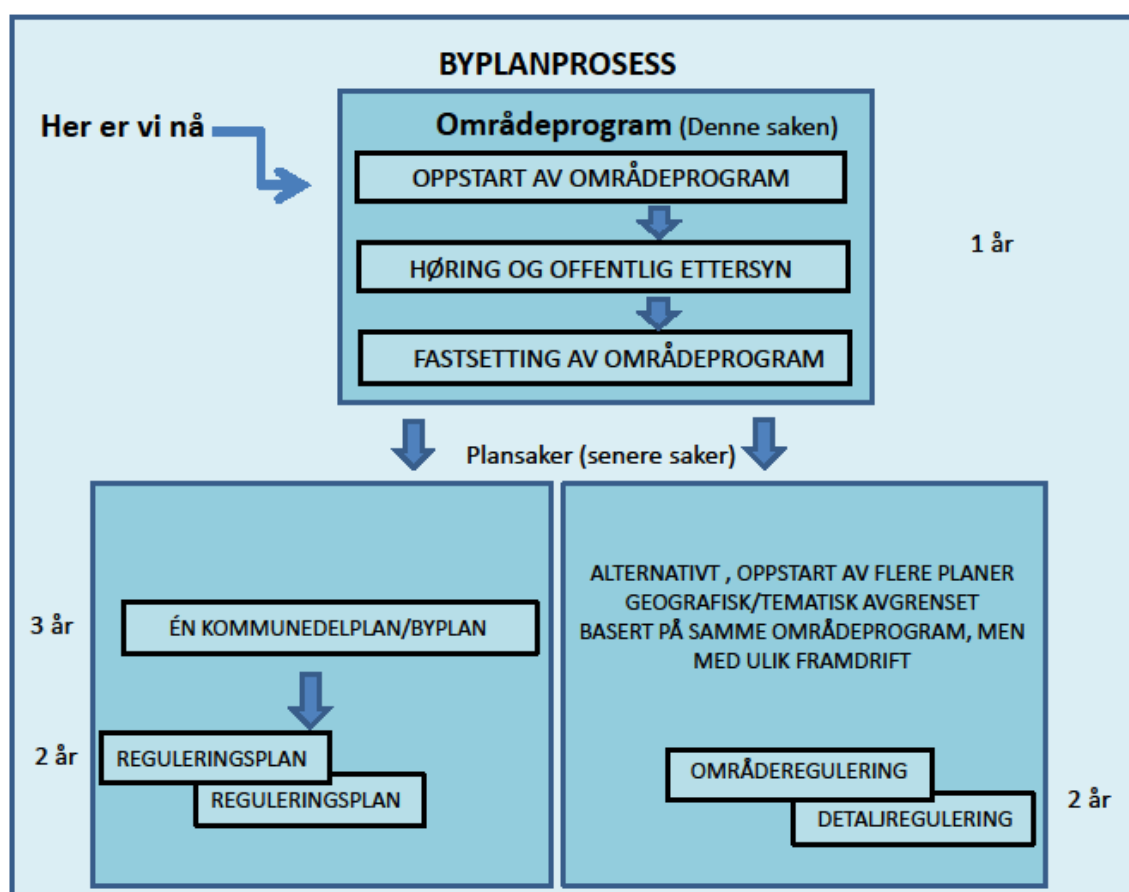 BYPLANPROSESS
Her er vi nå
Områdeprogram (Denne saken)
OPPSTART AV OMRÅDEPROGRAM
1 år
HØRING OG OFFENTLIG ETTERSYN
FASTSETTING AV OMRÅDEPROGRAM
Plansaker (senere saker)
3 år
ÉN KOMMUNEDELPLAN/BYPLAN
2 år
REGULERINGSPLAN
REGULERINGSPLAN
ALTERNATIVT , OPPSTART AV FLERE PLANER
GEOGRAFISK/TEMATISK AVGRENSET
BASERT PÅ SAMME OMRÅDEPROGRAM, MEN
MED ULIK FRAMDRIFT
OMRÅDEREGULERING
DETALJREGULERING
2 år